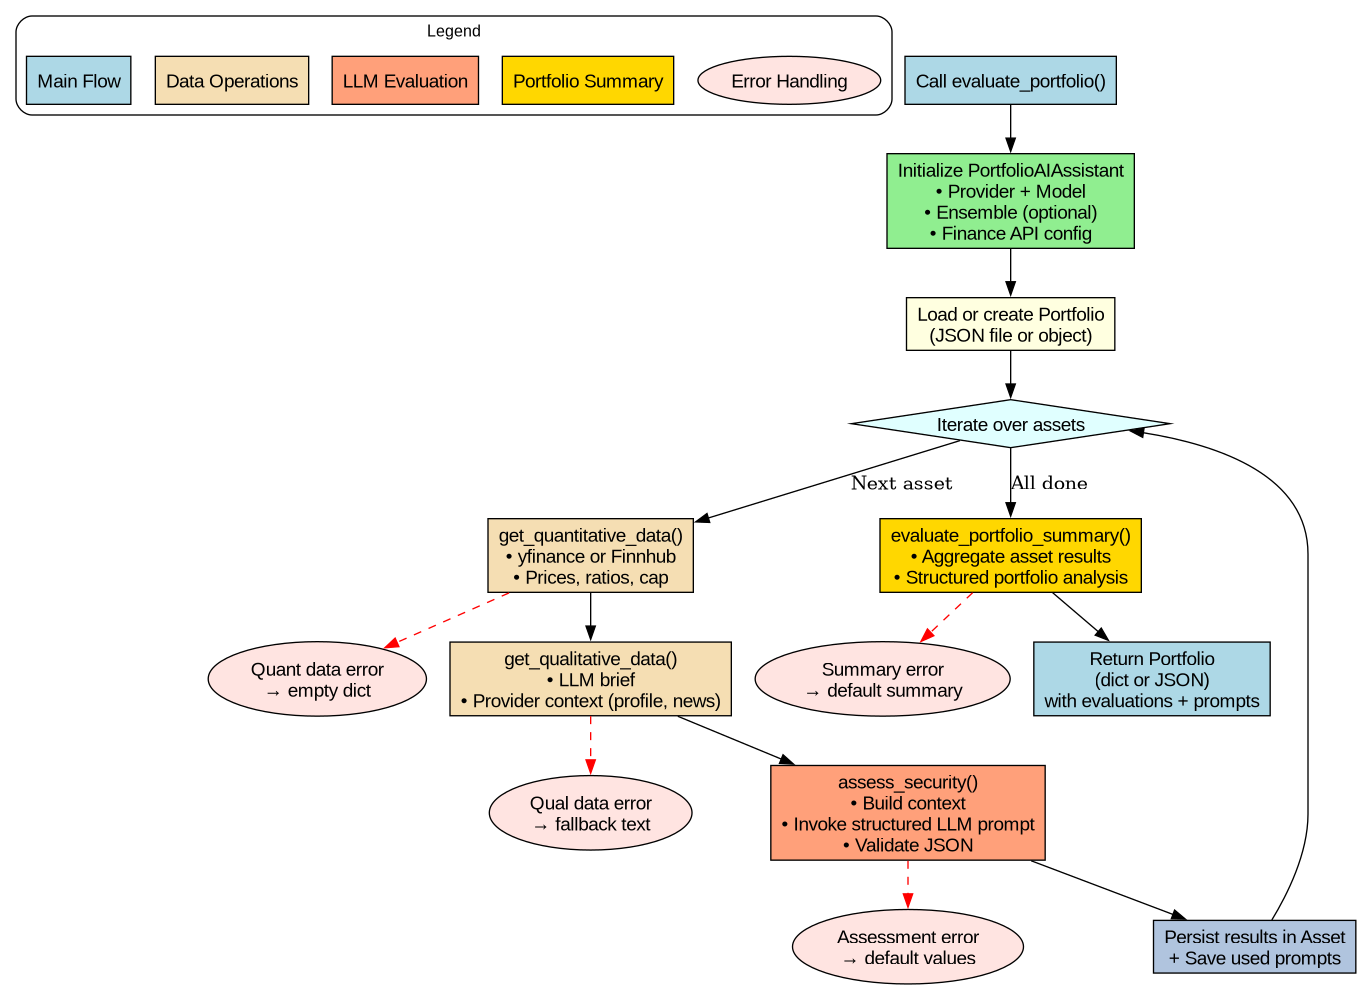 Legend
Main Flow
Data Operations
LLM Evaluation
Portfolio Summary
Error Handling
Call evaluate_portfolio()
Initialize PortfolioAIAssistant
• Provider + Model
• Ensemble (optional)
• Finance API config
Load or create Portfolio
(JSON file or object)
Iterate over assets
Next asset
All done
get_quantitative_data()
• yfinance or Finnhub
• Prices, ratios, cap
evaluate_portfolio_summary()
• Aggregate asset results
• Structured portfolio analysis
Quant data error
→ empty dict
get_qualitative_data()
• LLM brief
• Provider context (profile, news)
Summary error
→ default summary
Return Portfolio
(dict or JSON)
with evaluations + prompts
Qual data error
→ fallback text
assess_security()
• Build context
• Invoke structured LLM prompt
• Validate JSON
Assessment error
→ default values
Persist results in Asset
+ Save used prompts